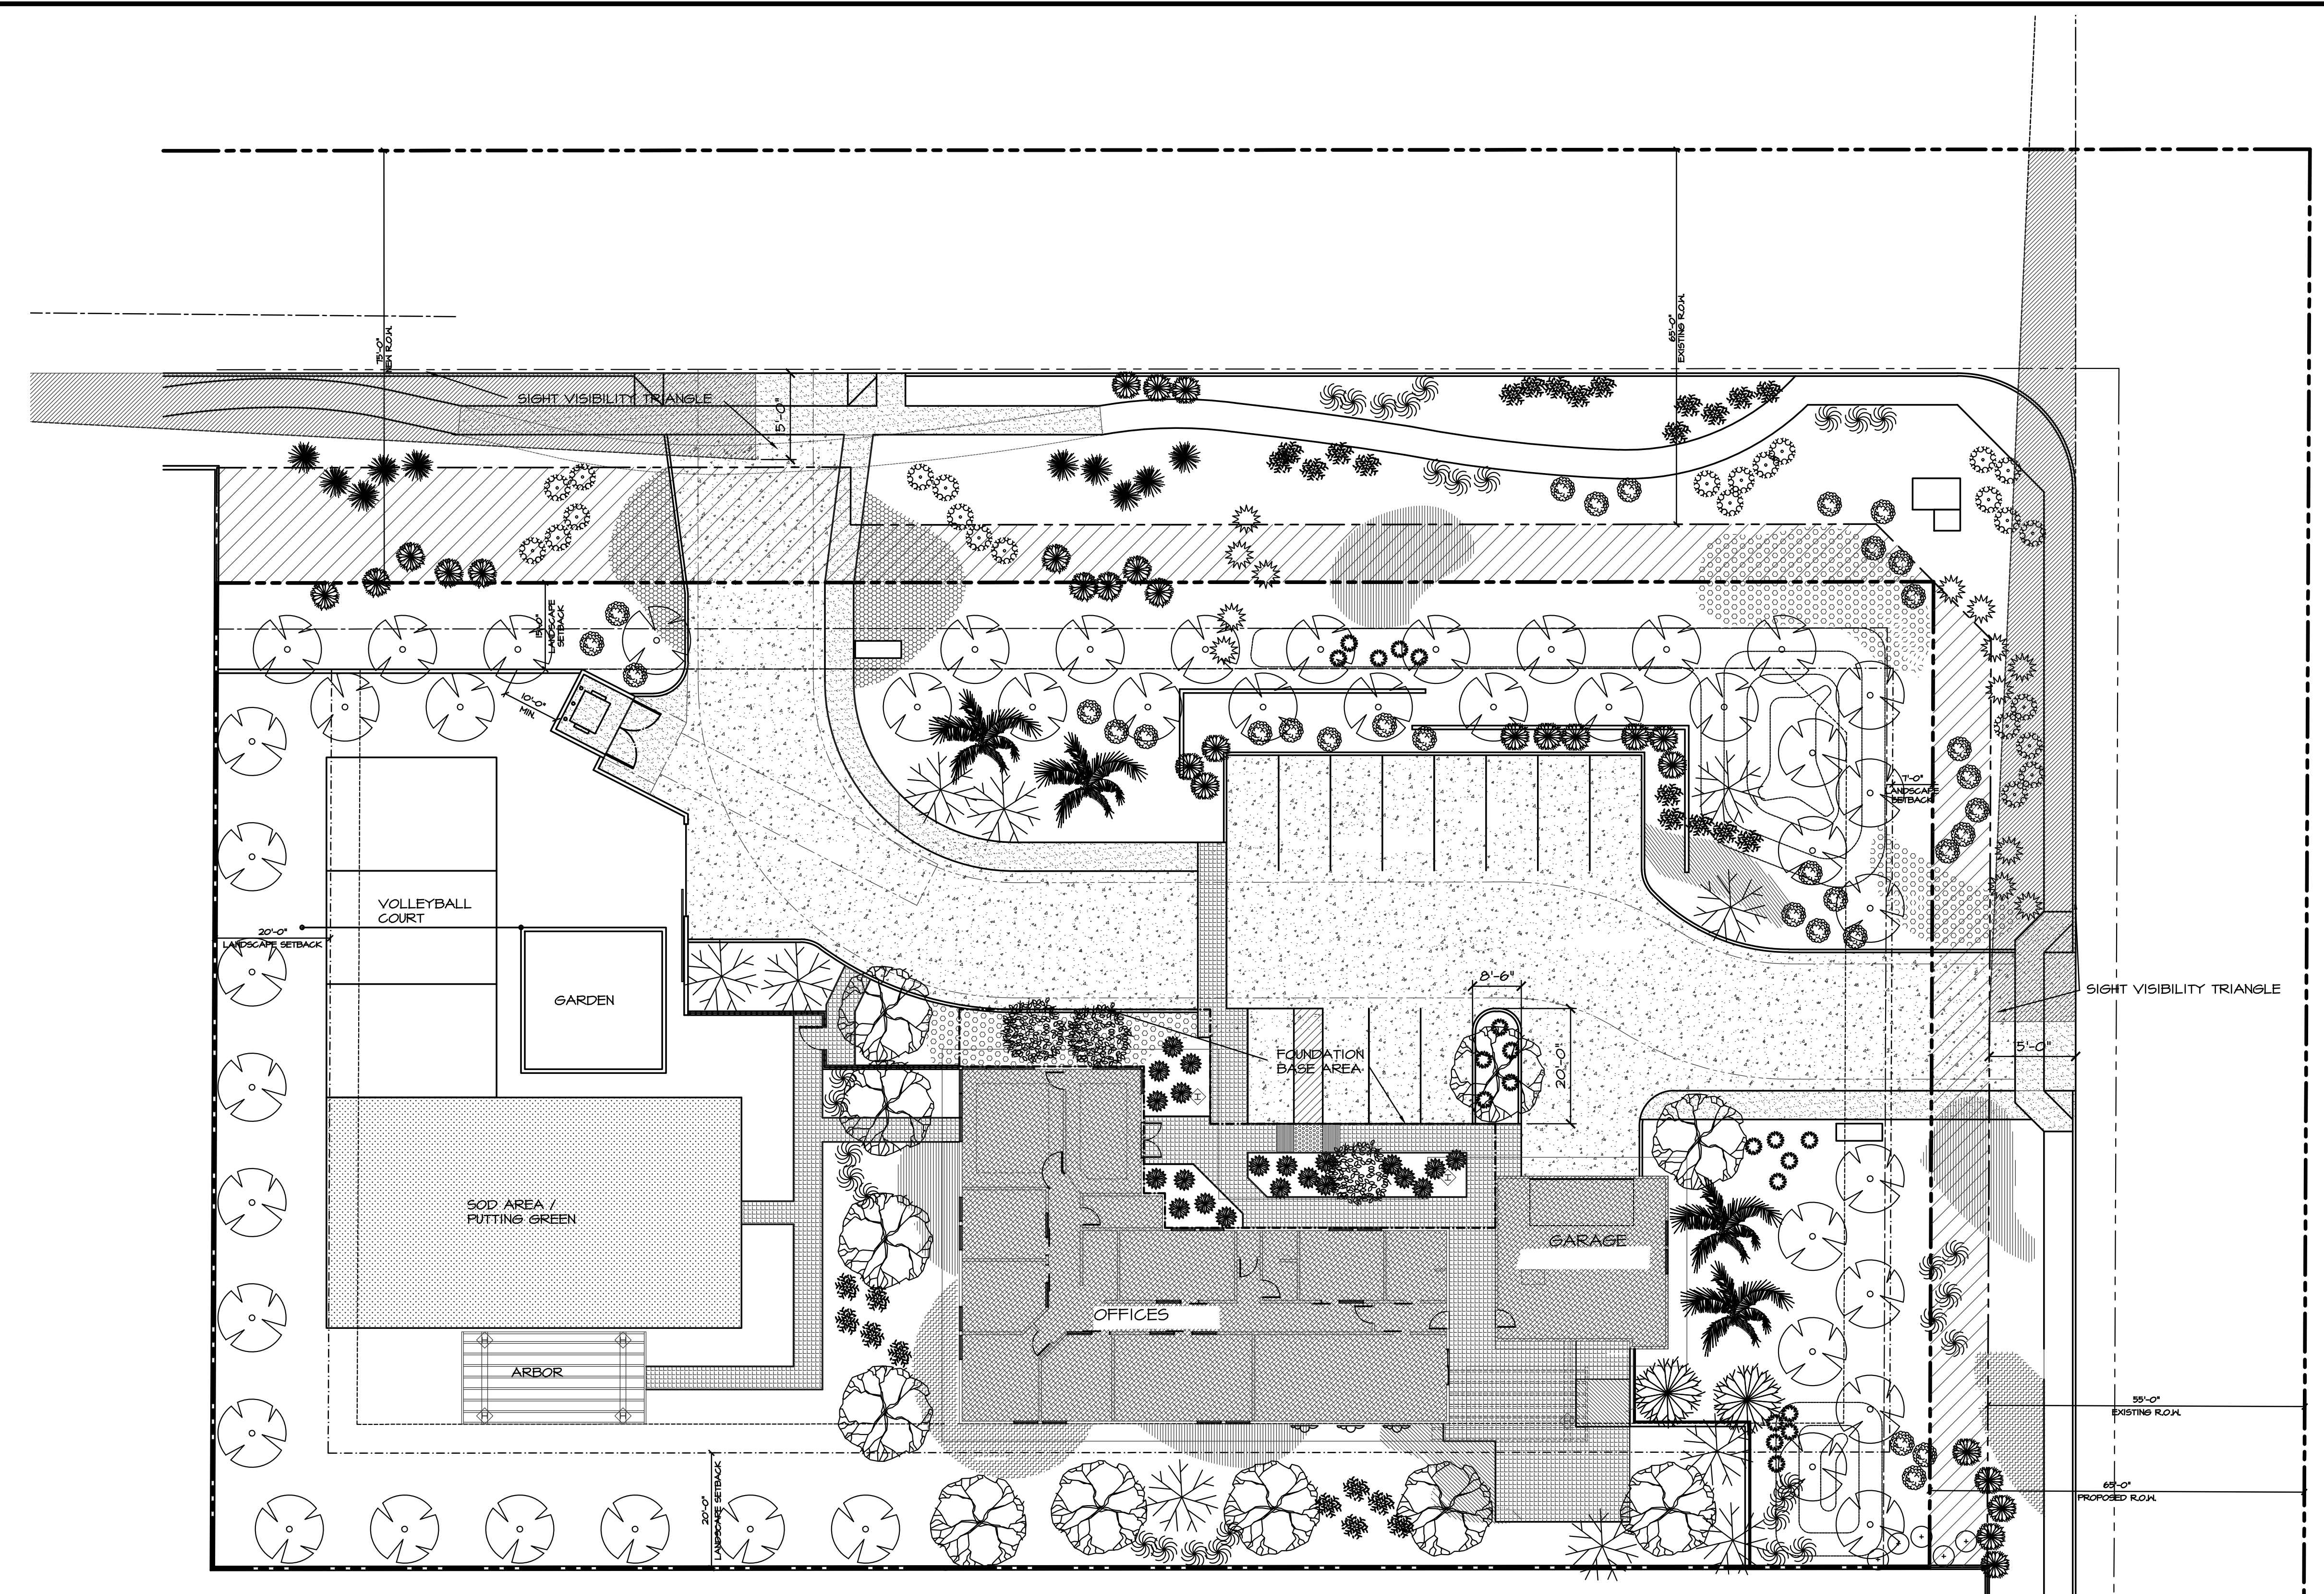 75'-0"
NEW R.O.W.
65'-0"
EXISTING R.O.W.
SIGHT VISIBILITY TRIANGLE
15'-0"
15'-0"
LANDSCAPE
SETBACK
10'-0"
MIN.
7'-0"
LANDSCAPE
SETBACK
VOLLEYBALL
COURT
20'-0"
LANDSCAPE SETBACK
GARDEN
8'-6"
SIGHT VISIBILITY TRIANGLE
FOUNDATION
BASE AREA
20'-0"
15'-0"
SOD AREA /
PUTTING GREEN
GARAGE
OFFICES
ARBOR
55'-0"
EXISTING R.O.W.
20'-0"
LANDSCAPE SETBACK
65'-0"
PROPOSED R.O.W.